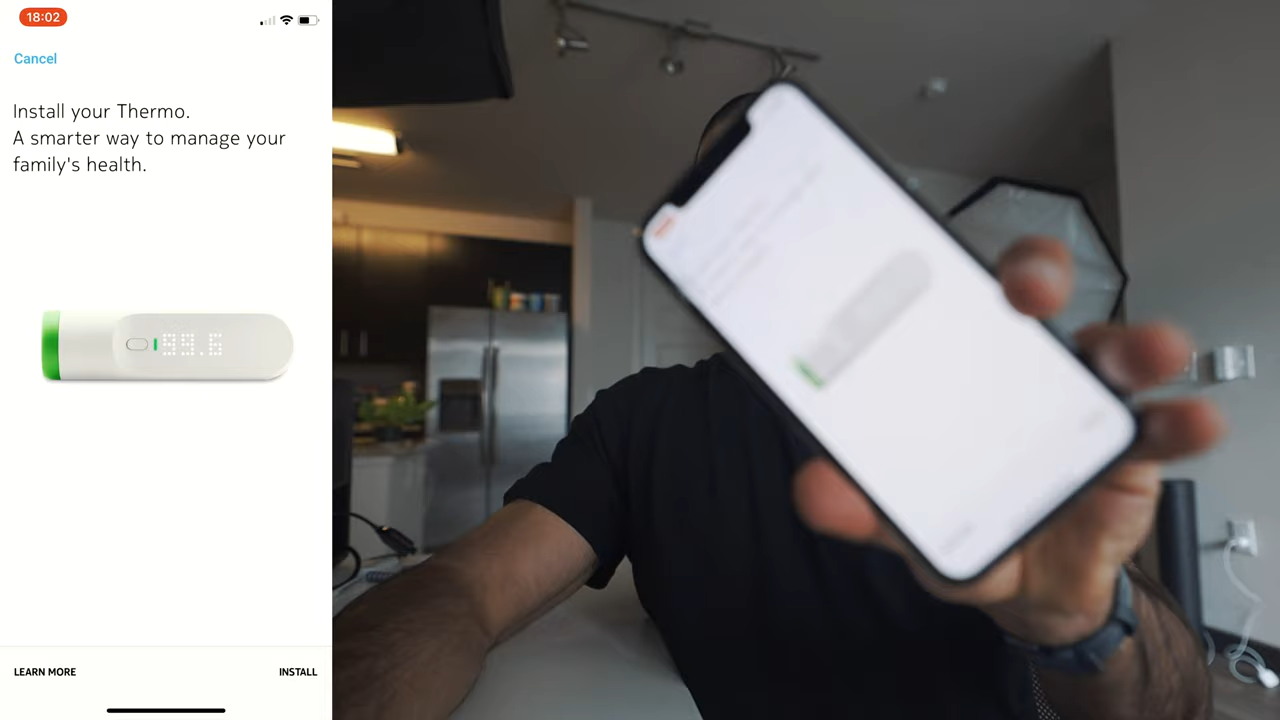 18:02
Cancel
Install your Thermo.
A smarter way to manage your
family's health.
99.6
LEARN MORE
INSTALL